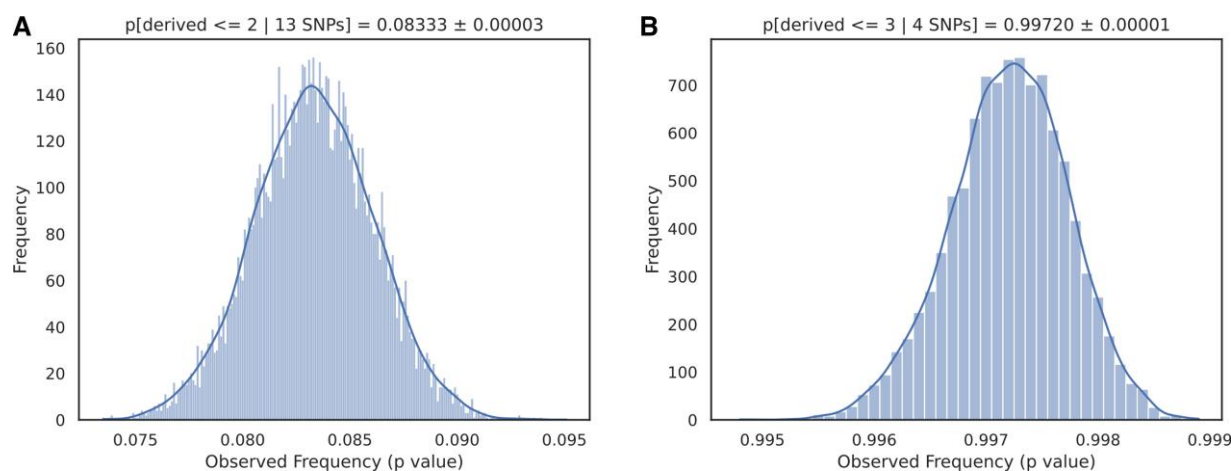 A
p[derived <= 2 | 13 SNPs] = 0.08333 ± 0.00003
160
140
120
100
80
60
40
20
0
Frequency
0.075 0.080 0.085 0.090 0.095
Observed Frequency (p value)
B
p[derived <= 3 | 4 SNPs] = 0.99720 ± 0.00001
700
600
500
400
300
200
100
0
Frequency
0.995 0.996 0.997 0.998 0.999
Observed Frequency (p value)